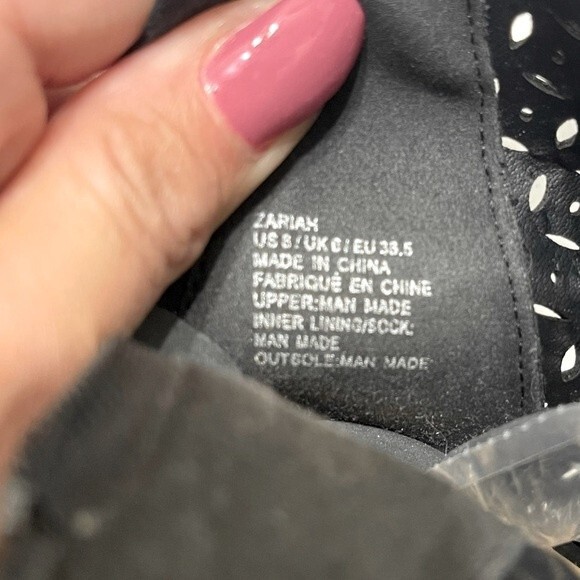 ZARIAH
US 8 / UK 6 / EU 38.5
MADE IN CHINA
FABRIQUÉ EN CHINE
UPPER:MAN MADE
INNER LINING/SOCK:
MAN MADE
OUTSOLE:MAN MADE